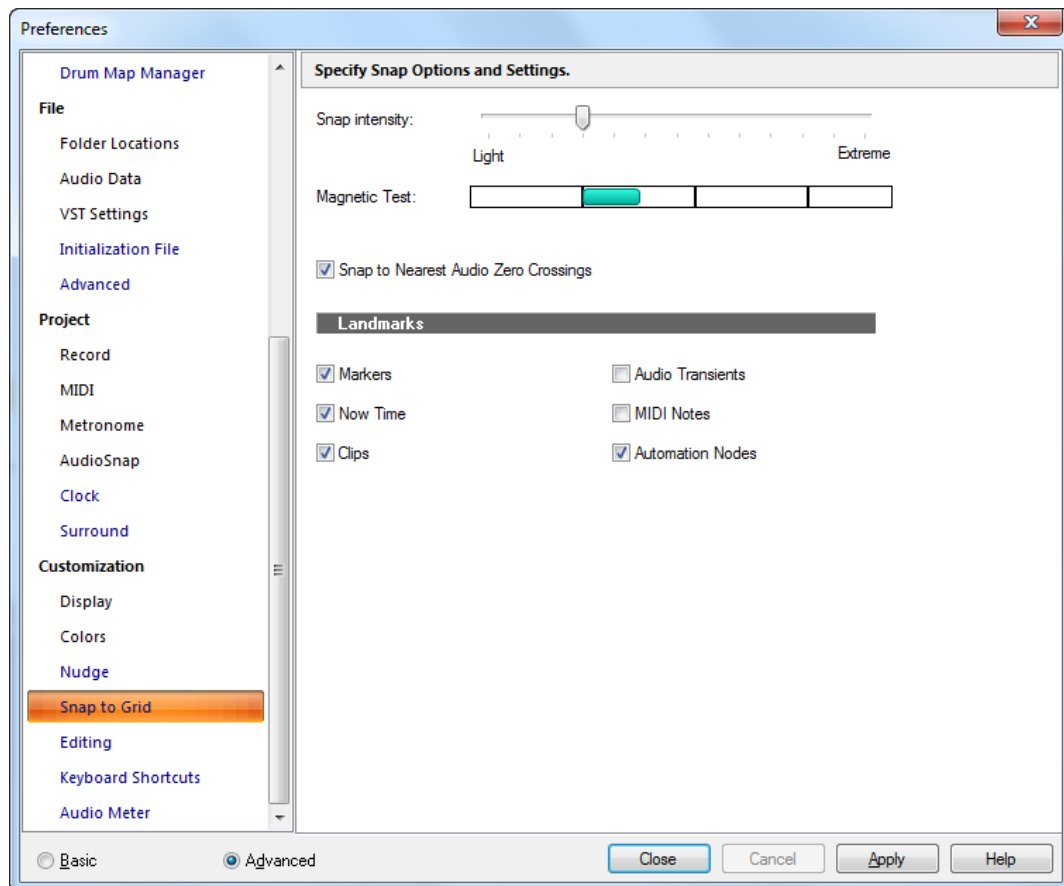 Preferences
Drum Map Manager
File
Folder Locations
Audio Data
VST Settings
Initialization File
Advanced
Project
Record
MIDI
Metronome
AudioSnap
Clock
Surround
Customization
Display
Colors
Nudge
Snap to Grid
Editing
Keyboard Shortcuts
Audio Meter
Specify Snap Options and Settings.
Snap intensity:
Light Extreme
Magnetic Test:
Snap to Nearest Audio Zero Crossings
Landmarks
Markers Audio Transients
Now Time MIDI Notes
Clips Automation Nodes
Basic Advanced Close Cancel Apply Help